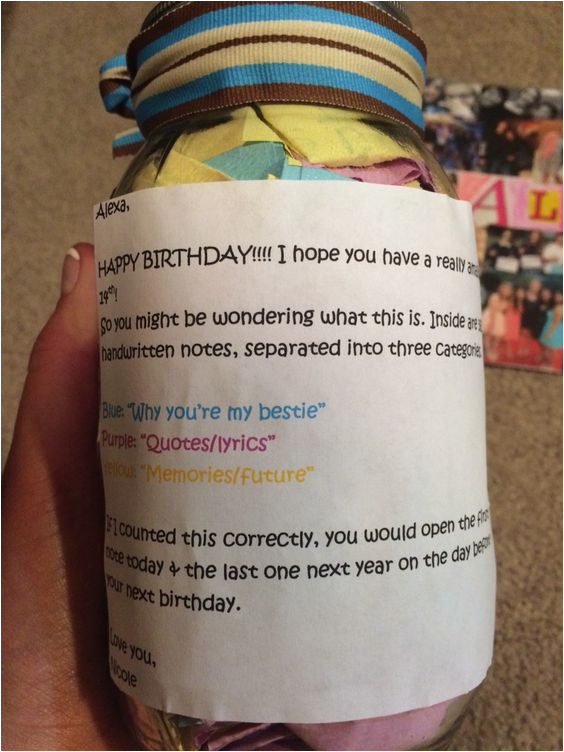 Alexa,
HAPPY BIRTHDAY!!!! I hope you have a really
14th!
So you might be wondering what this is. Inside are
handwritten notes, separated into three categories.
Blue: "Why you're my bestie"
Purple: "Quotes/lyrics"
Yellow: "Memories/future"
If I counted this correctly, you would open the first
note today & the last one next year on the day before
your next birthday.
Love you,
Nicole
AL